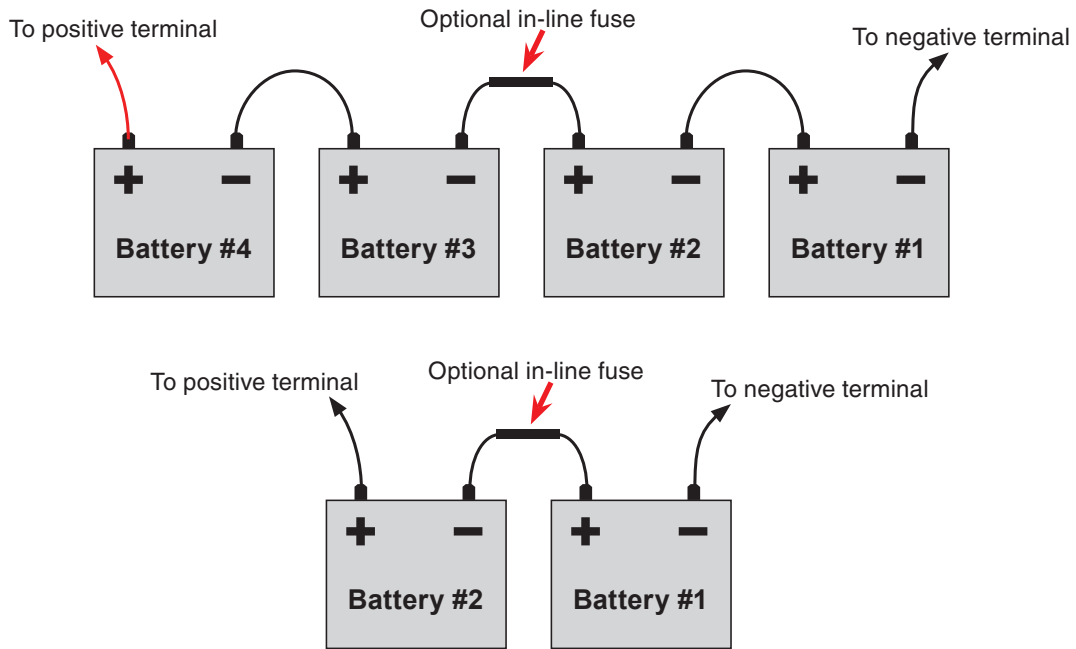 Optional in-line fuse
To positive terminal
To negative terminal
+ − + − + − + −
Battery #4 Battery #3 Battery #2 Battery #1
Optional in-line fuse
To positive terminal
To negative terminal
+ − + −
Battery #2 Battery #1